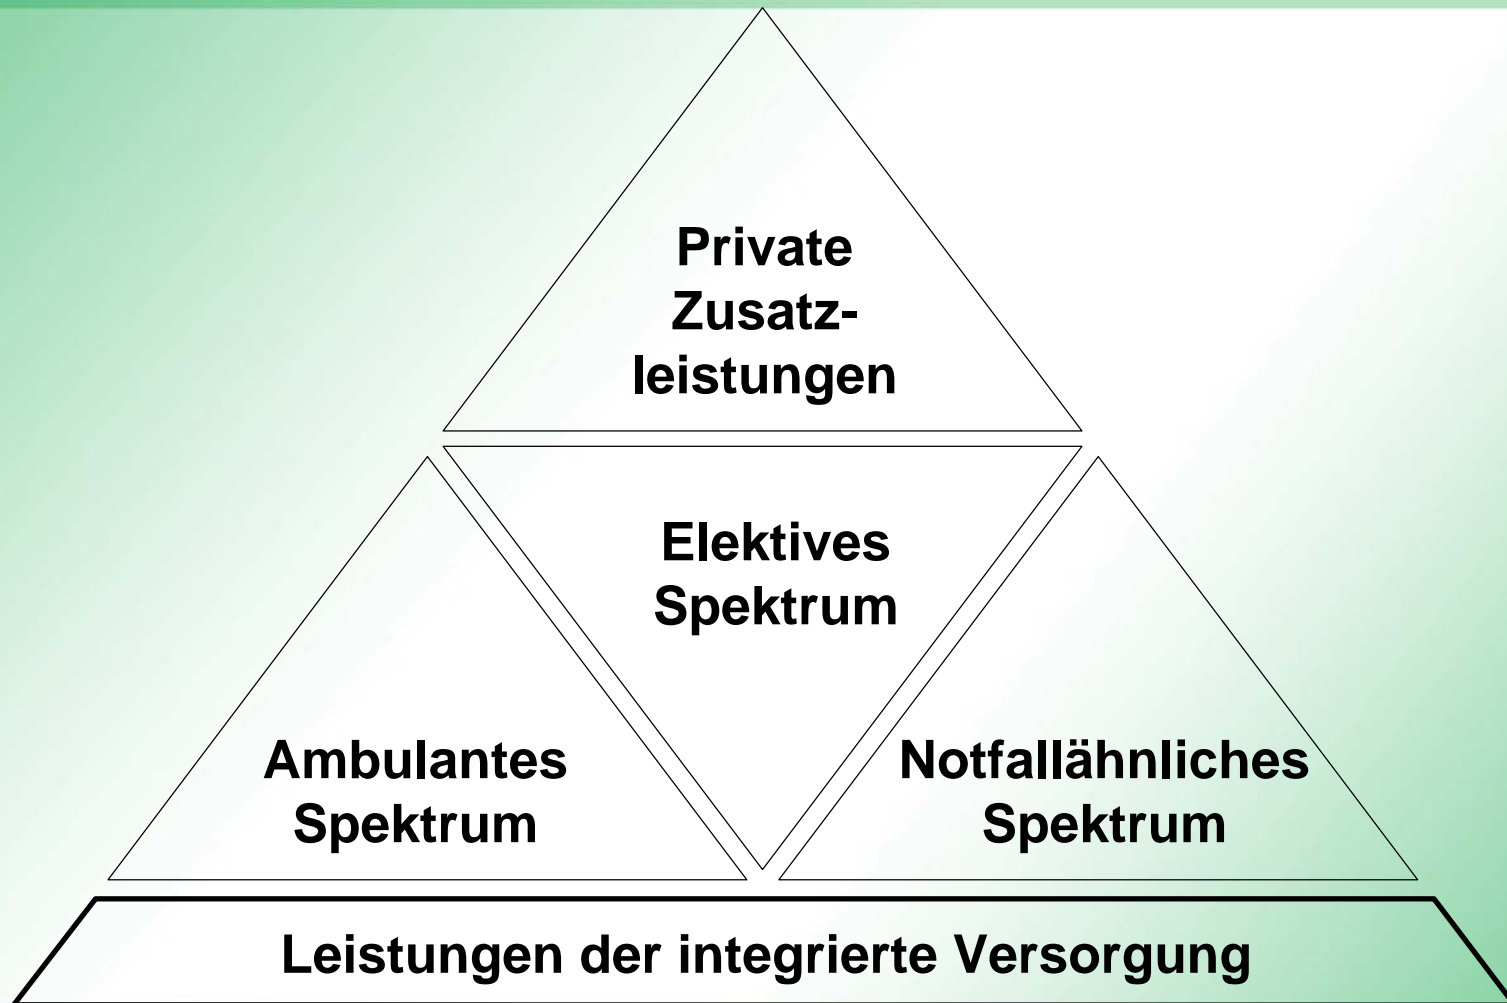 Private
Zusatz-
leistungen
Elektives
Spektrum
Ambulantes
Spektrum
Notfallähnliches
Spektrum
Leistungen der integrierte Versorgung